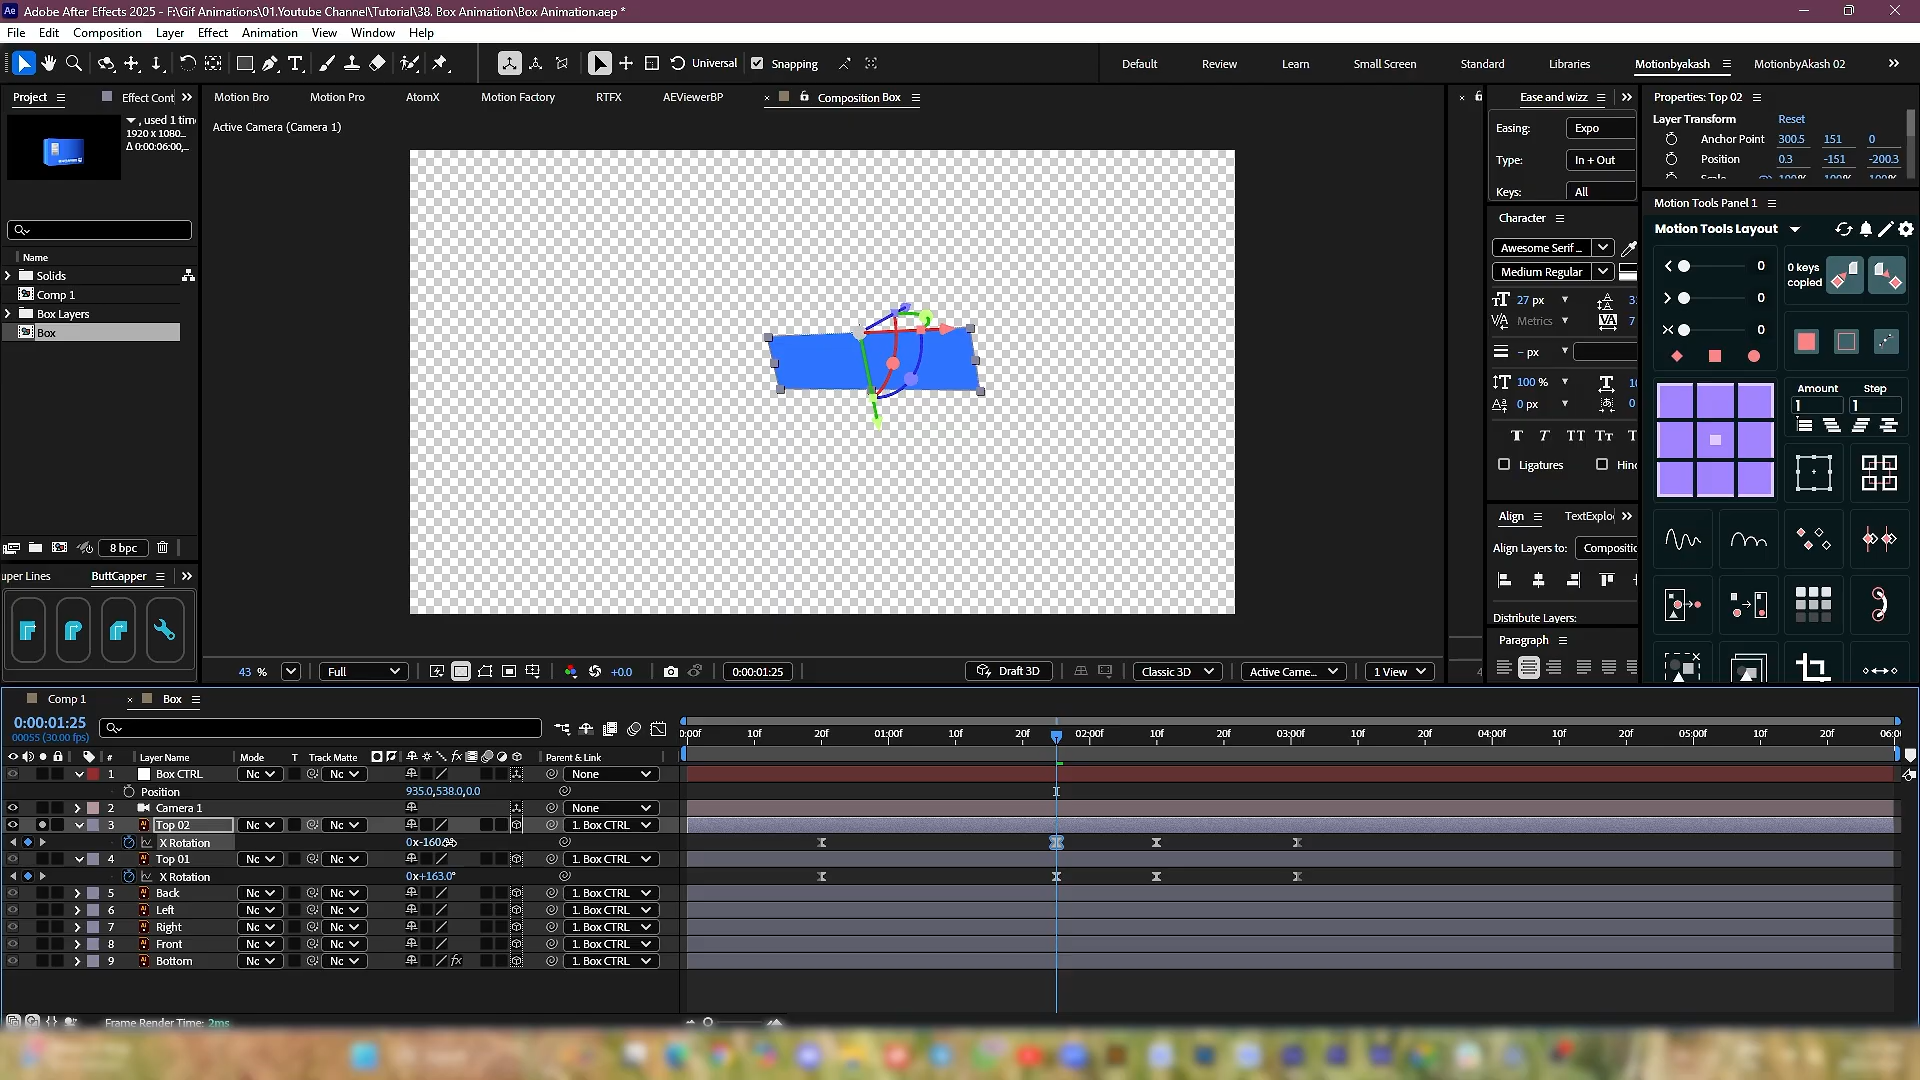 Adobe After Effects 2025 - F:\Gif Animations\01.Youtube Channel\Tutorial\38. Box Animation\Box Animation.aep *
File Edit Composition Layer Effect Animation View Window Help
Universal Snapping Default Review Learn Small Screen Standard Libraries Motionbyakash MotionbyAkash 02
Project Effect Cont Motion Bro Motion Pro AtomX Motion Factory RTFX AEViewerBP Composition Box Ease and wizz Properties: Top 02
, used 1 tim
1920 x 1080...
Δ 0:00:06:00,...
Active Camera (Camera 1)
Easing: Expo
Type: In + Out
Keys: All
Layer Transform Reset
Anchor Point 300.5 151 0
Position 0.3 -151 -200.3
Motion Tools Panel 1
Motion Tools Layout
0
0
0
0 keys
copied
Amount Step
1 1
Name
Solids
Comp 1
Box Layers
Box
8 bpc
Character
Awesome Serif ...
Medium Regular
27 px
Metrics
- px
100 %
0 px
Ligatures Hinc
Align TextExplo
Align Layers to: Compositic
Distribute Layers:
Paragraph
uper Lines ButtCapper
43 % Full +0.0 0:00:01:25 Draft 3D Classic 3D Active Came... 1 View
Comp 1 Box
0:00:01:25
00055 (30.00 fps)
0:00f 10f 20f 01:00f 10f 20f 02:00f 10f 20f 03:00f 10f 20f 04:00f 10f 20f 05:00f 10f 20f 06:0
# Layer Name Mode T Track Matte Parent & Link
1 Box CTRL Nc Nc None
Position 935.0,538.0,0.0
2 Camera 1 None
3 Top 02 Nc Nc 1. Box CTRL
X Rotation 0x-160.
4 Top 01 Nc Nc 1. Box CTRL
X Rotation 0x+163.0°
5 Back Nc Nc 1. Box CTRL
6 Left Nc Nc 1. Box CTRL
7 Right Nc Nc 1. Box CTRL
8 Front Nc Nc 1. Box CTRL
9 Bottom Nc Nc fx 1. Box CTRL
Frame Render Time: 2ms